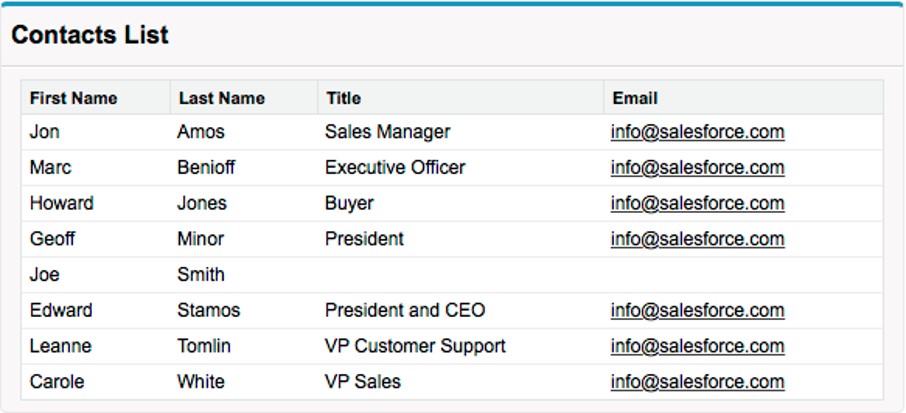 Contacts List
First Name Last Name Title Email
Jon Amos Sales Manager info@salesforce.com
Marc Benioff Executive Officer info@salesforce.com
Howard Jones Buyer info@salesforce.com
Geoff Minor President info@salesforce.com
Joe Smith
Edward Stamos President and CEO info@salesforce.com
Leanne Tomlin VP Customer Support info@salesforce.com
Carole White VP Sales info@salesforce.com